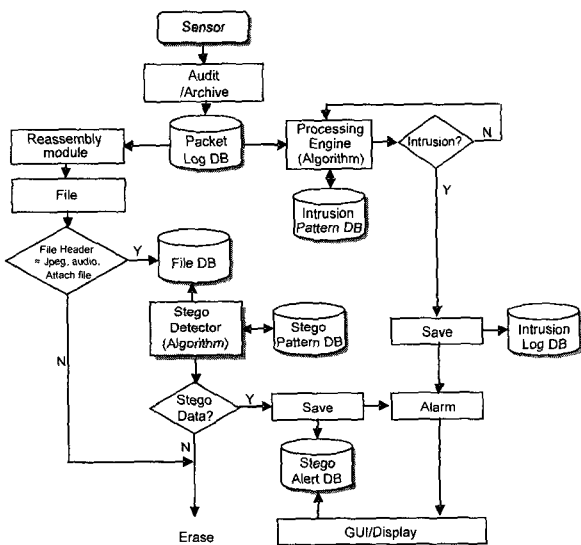 Sensor
Audit
/Archive
Reassembly
module
Packet
Log DB
Processing
Engine
(Algorithm)
Intrusion?
N
Y
File
Intrusion
Pattern DB
File Header
= Jpeg, audio,
Attach file
Y
File DB
N
Stego
Detector
(Algorithm)
Stego
Pattern DB
Save
Intrusion
Log DB
Stego
Data?
Y
Save
Alarm
N
Stego
Alert DB
Erase
GUI/Display